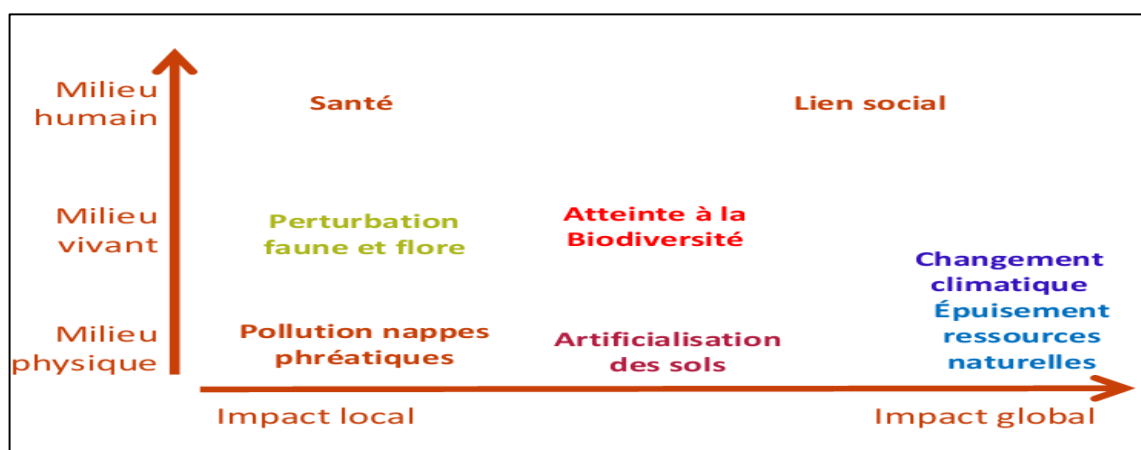 Milieu
humain
Santé
Lien social
Milieu
vivant
Perturbation
faune et flore
Atteinte à la
Biodiversité
Changement
climatique
Milieu
physique
Pollution nappes
phréatiques
Artificialisation
des sols
Épuisement
ressources
naturelles
Impact local
Impact global